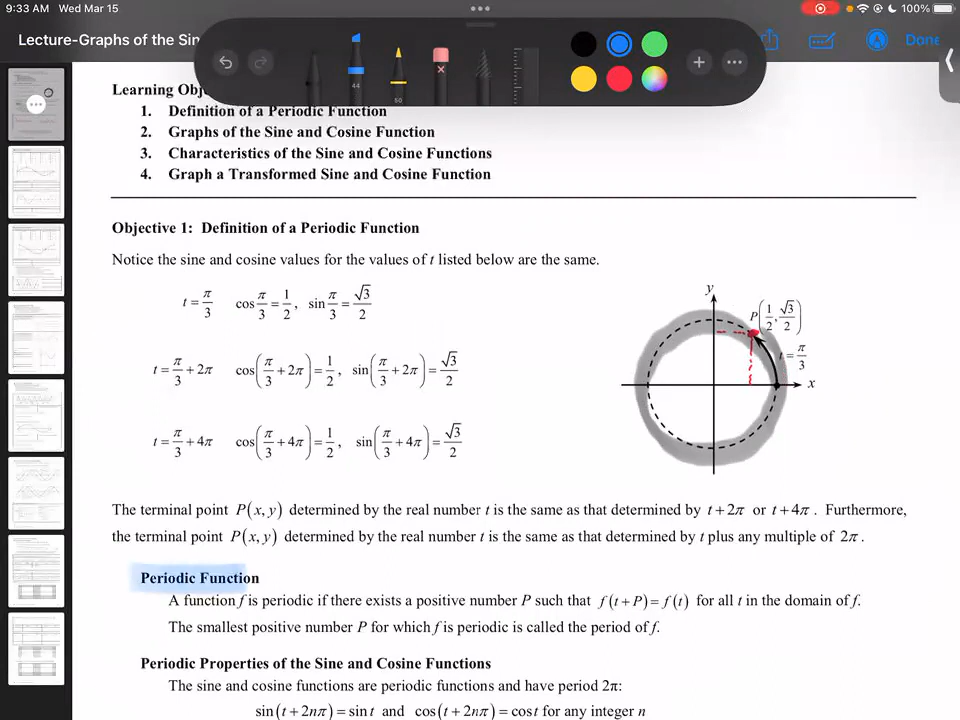 9:33 AM Wed Mar 15
100%
Lecture-Graphs of the Sin
Done
44
50
Learning Obj
1. Definition of a Periodic Function
2. Graphs of the Sine and Cosine Function
3. Characteristics of the Sine and Cosine Functions
4. Graph a Transformed Sine and Cosine Function
Objective 1: Definition of a Periodic Function
Notice the sine and cosine values for the values of t listed below are the same.
t = π/3 cos π/3 = 1/2, sin π/3 = √3/2
t = π/3 + 2π cos(π/3 + 2π) = 1/2, sin(π/3 + 2π) = √3/2
t = π/3 + 4π cos(π/3 + 4π) = 1/2, sin(π/3 + 4π) = √3/2
y
P(1/2, √3/2)
t = π/3
x
The terminal point P(x, y) determined by the real number t is the same as that determined by t + 2π or t + 4π. Furthermore,
the terminal point P(x, y) determined by the real number t is the same as that determined by t plus any multiple of 2π.
Periodic Function
A function f is periodic if there exists a positive number P such that f(t + P) = f(t) for all t in the domain of f.
The smallest positive number P for which f is periodic is called the period of f.
Periodic Properties of the Sine and Cosine Functions
The sine and cosine functions are periodic functions and have period 2π:
sin(t + 2nπ) = sin t and cos(t + 2nπ) = cos t for any integer n